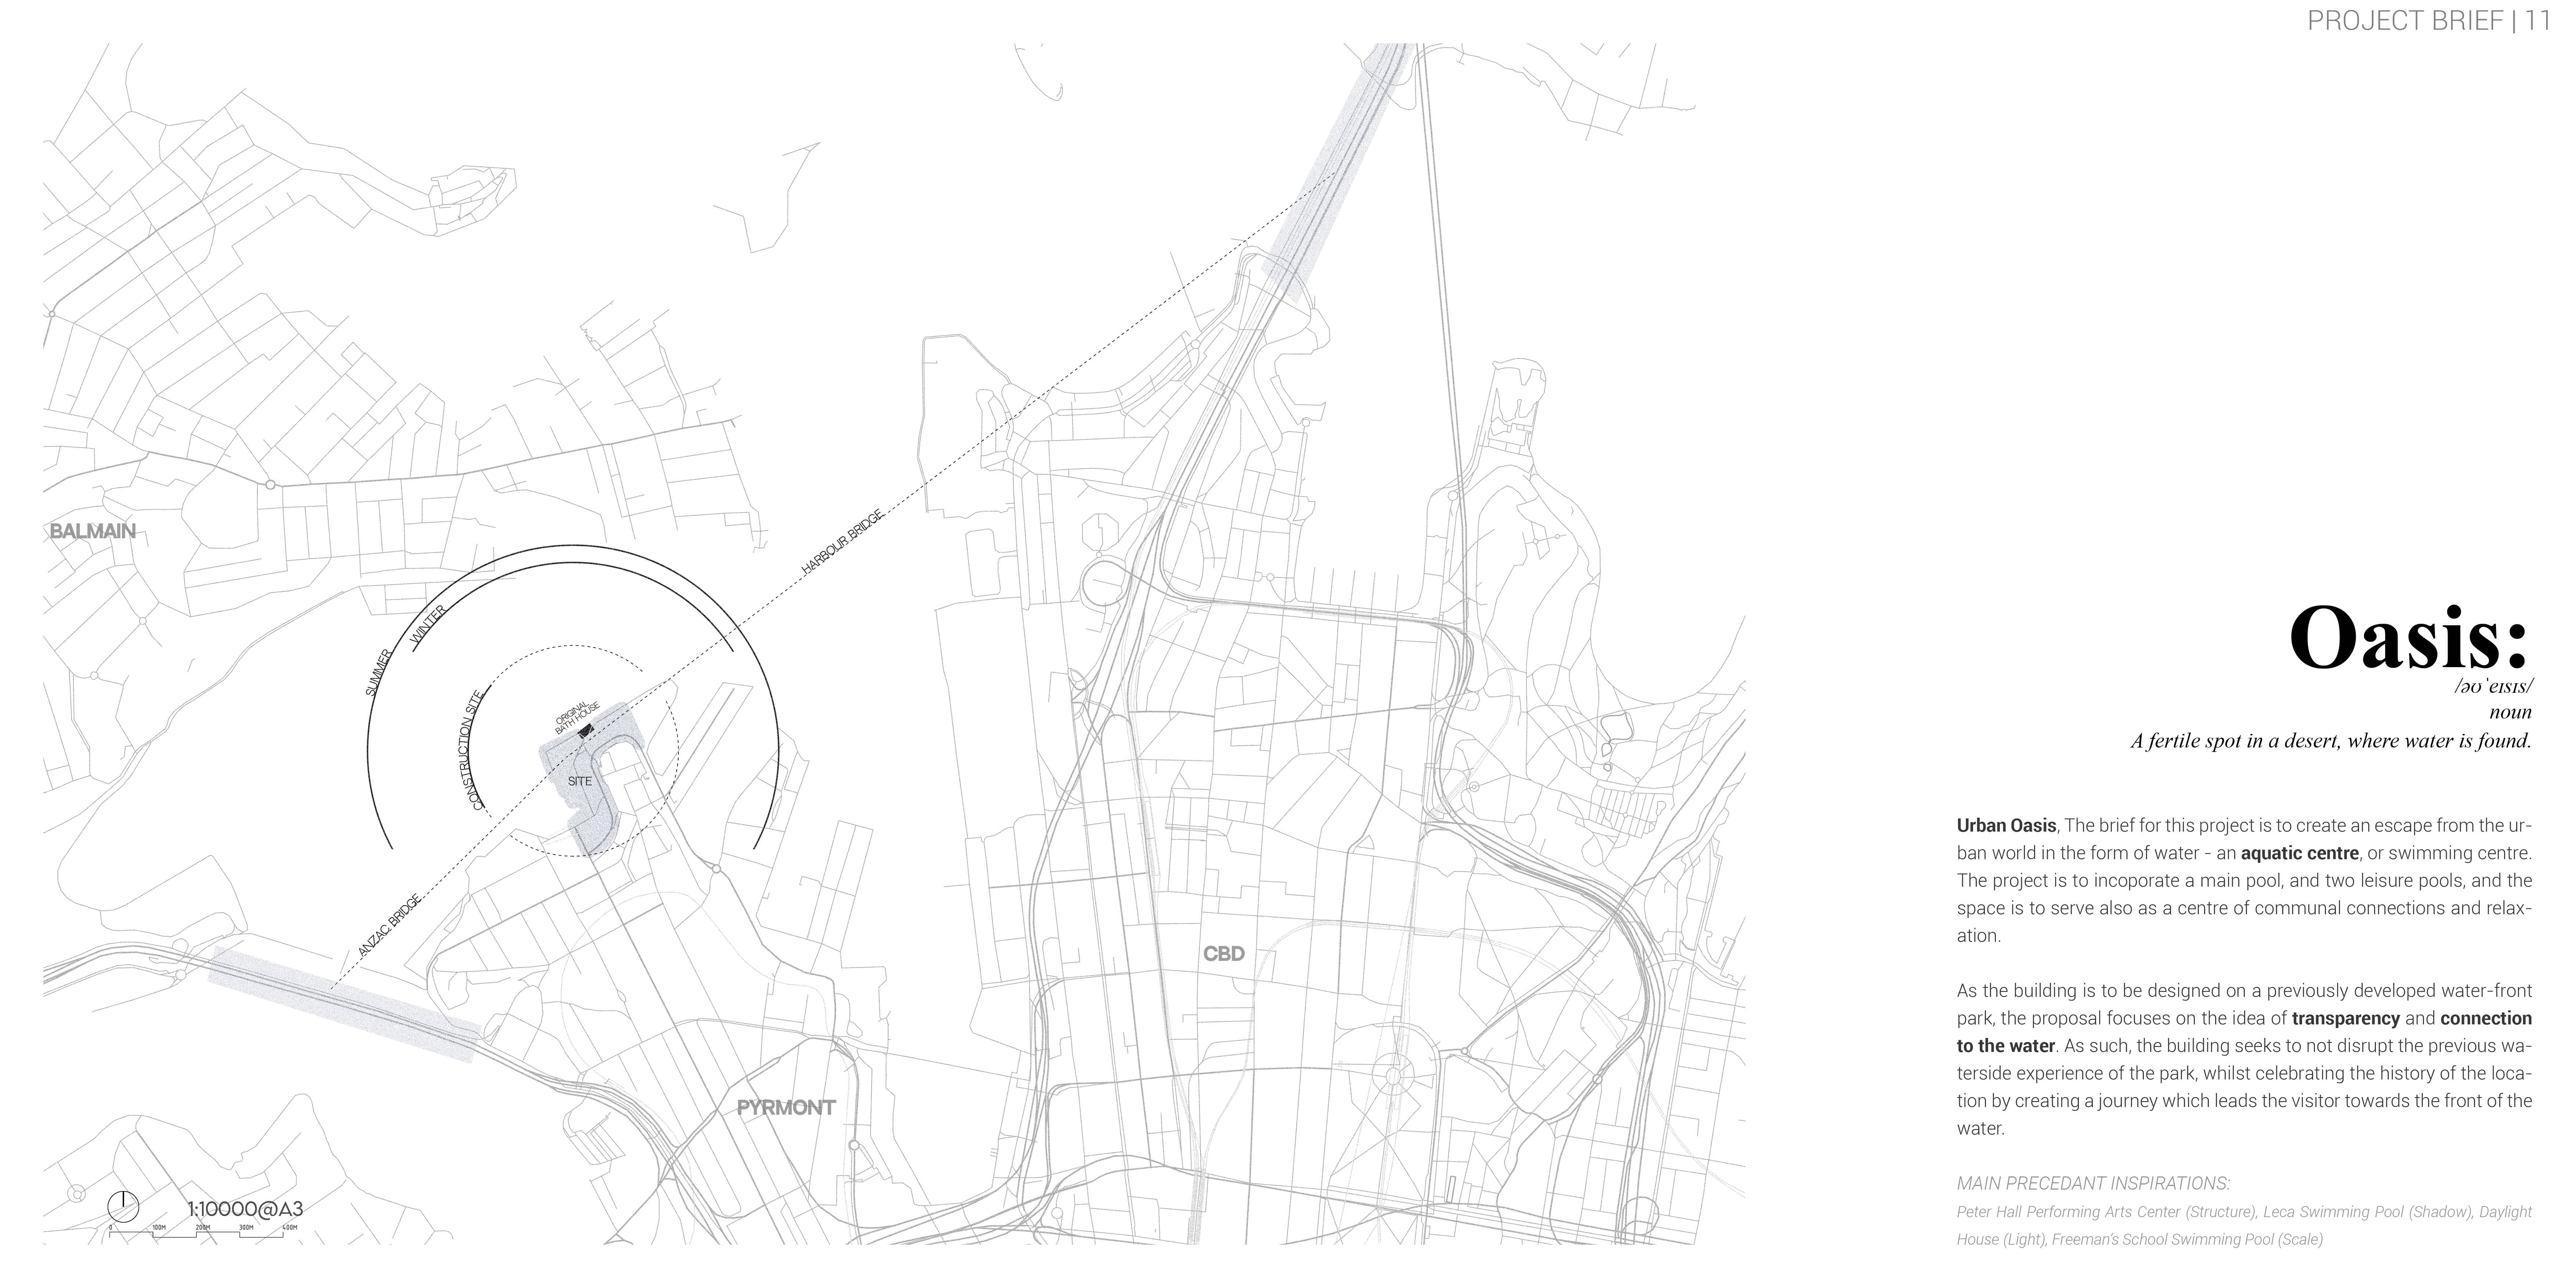 PROJECT BRIEF | 11
HARBOUR BRIDGE
BALMAIN
WINTER
SUMMER
CONSTRUCTION SITE
ORIGINAL
BATH HOUSE
SITE
ANZAC BRIDGE
CBD
PYRMONT
1:10000@A3
0 100M 200M 300M 400M
Oasis:
/əʊˈeɪsɪs/
noun
A fertile spot in a desert, where water is found.
Urban Oasis, The brief for this project is to create an escape from the ur-
ban world in the form of water - an aquatic centre, or swimming centre.
The project is to incoporate a main pool, and two leisure pools, and the
space is to serve also as a centre of communal connections and relax-
ation.
As the building is to be designed on a previously developed water-front
park, the proposal focuses on the idea of transparency and connection
to the water. As such, the building seeks to not disrupt the previous wa-
terside experience of the park, whilst celebrating the history of the loca-
tion by creating a journey which leads the visitor towards the front of the
water.
MAIN PRECEDANT INSPIRATIONS:
Peter Hall Performing Arts Center (Structure), Leca Swimming Pool (Shadow), Daylight
House (Light), Freeman's School Swimming Pool (Scale)